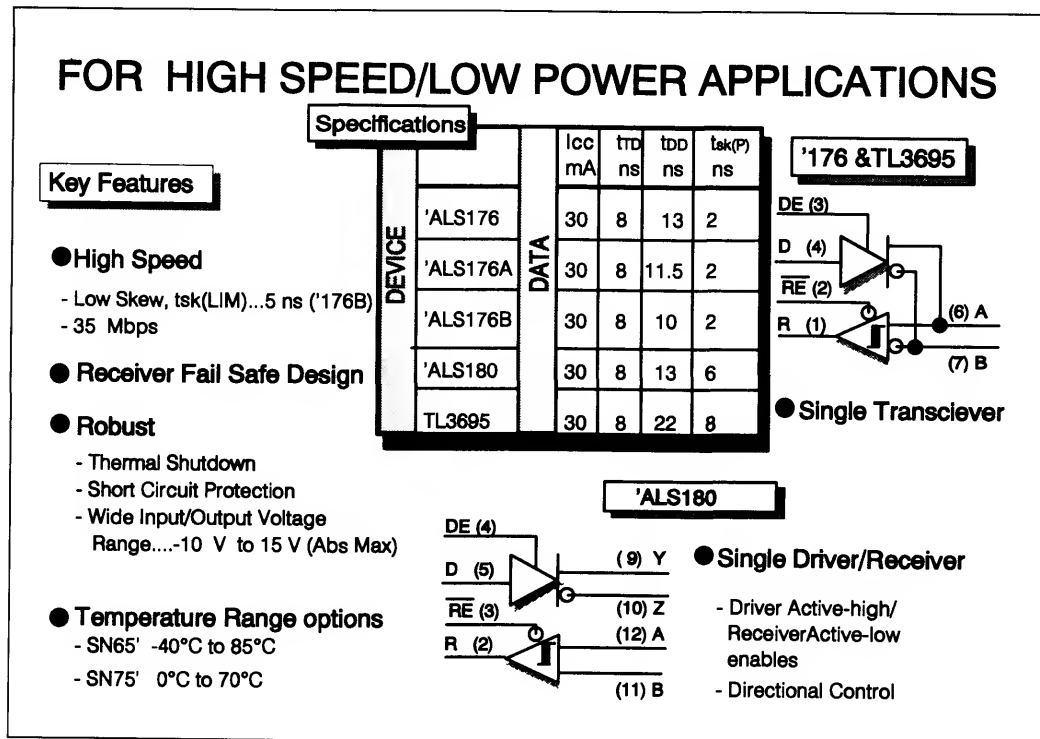 FOR HIGH SPEED/LOW POWER APPLICATIONS
Specifications
Key Features
●High Speed
- Low Skew, tsk(LIM)...5 ns ('176B)
- 35 Mbps
● Receiver Fail Safe Design
● Robust
- Thermal Shutdown
- Short Circuit Protection
- Wide Input/Output Voltage
Range....-10 V to 15 V (Abs Max)
● Temperature Range options
- SN65' -40°C to 85°C
- SN75' 0°C to 70°C
DEVICE
DATA
Icc tTD tDD tsk(P)
mA ns ns ns
'ALS176 30 8 13 2
'ALS176A 30 8 11.5 2
'ALS176B 30 8 10 2
'ALS180 30 8 13 6
TL3695 30 8 22 8
'176 &TL3695
DE (3)
D (4)
RE (2)
R (1)
(6) A
(7) B
●Single Transciever
'ALS180
DE (4)
D (5)
RE (3)
R (2)
(9) Y
(10) Z
(12) A
(11) B
●Single Driver/Receiver
- Driver Active-high/
ReceiverActive-low
enables
- Directional Control